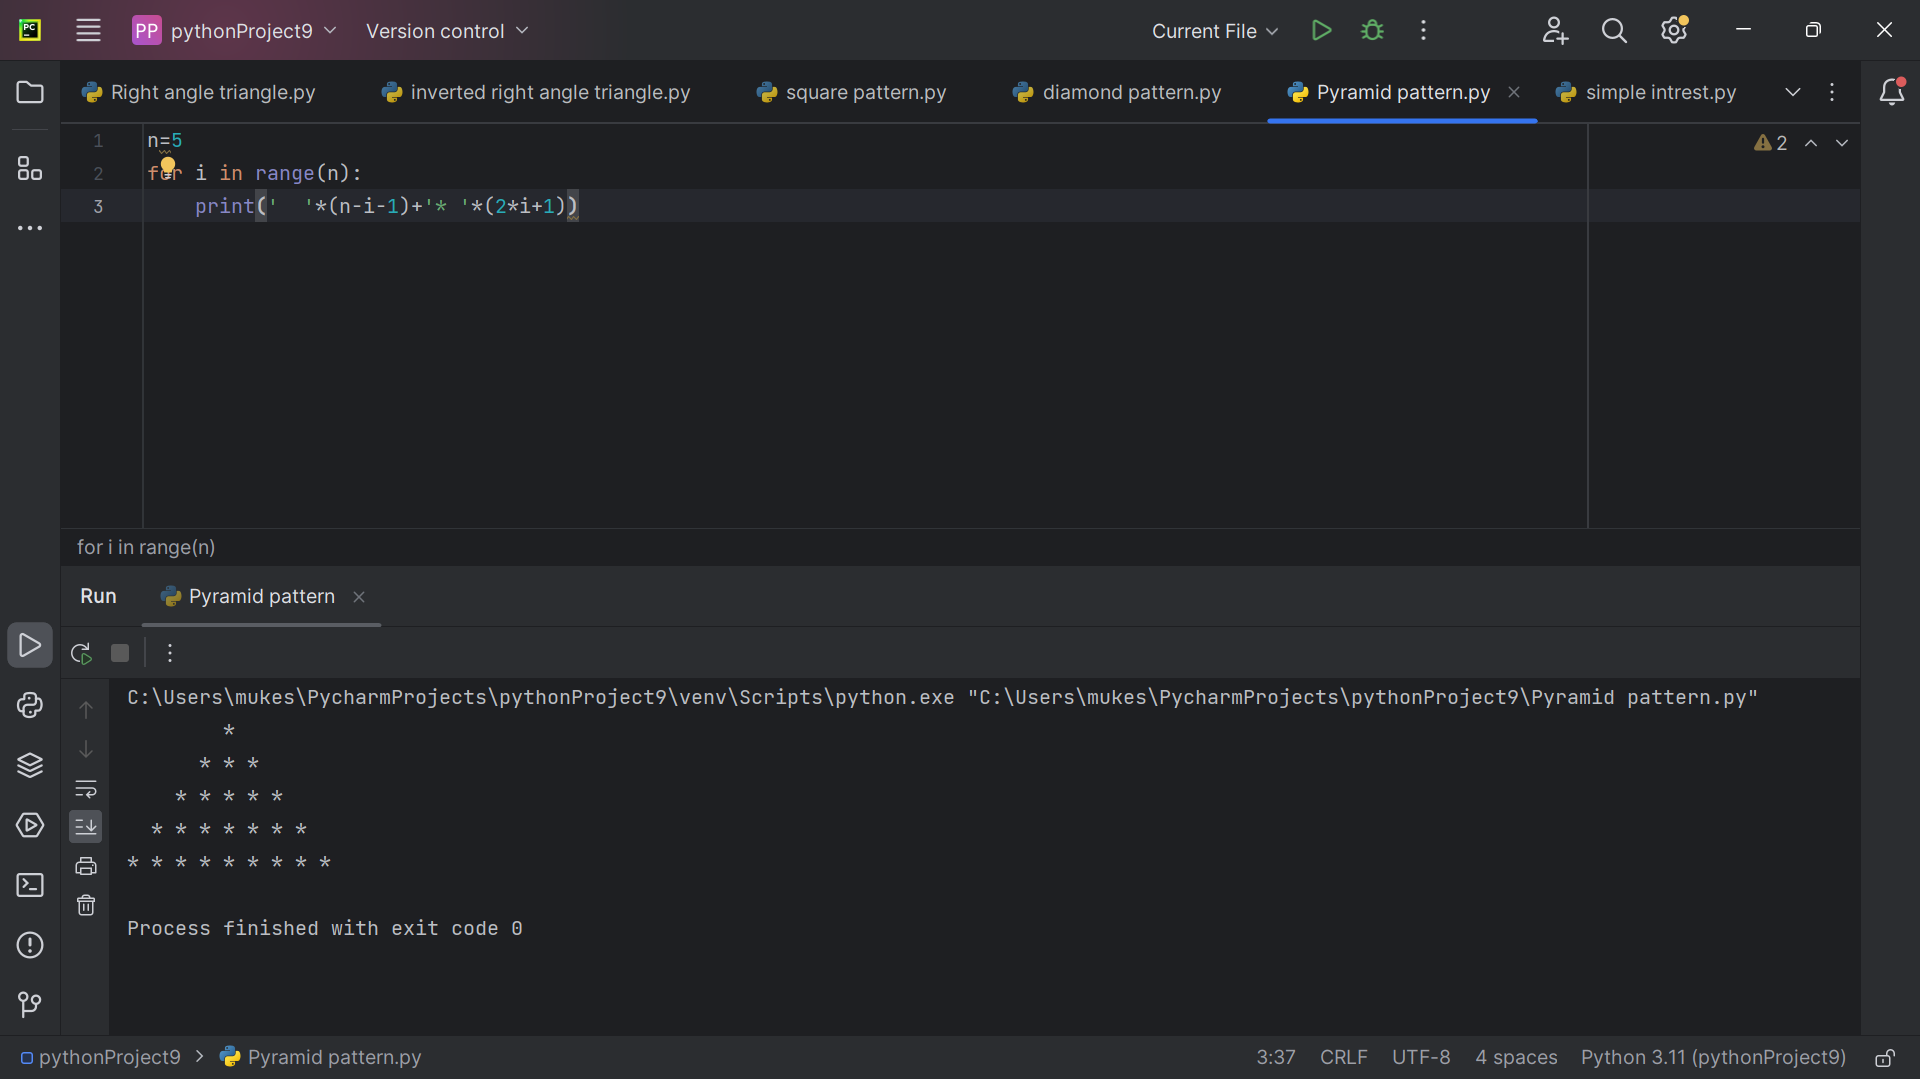 PC PP pythonProject9 Version control Current File
Right angle triangle.py inverted right angle triangle.py square pattern.py diamond pattern.py Pyramid pattern.py simple intrest.py
1 n=5 2
2 for i in range(n):
3     print('  '*(n-i-1)+'* '*(2*i+1))
for i in range(n)
Run Pyramid pattern
C:\Users\mukes\PycharmProjects\pythonProject9\venv\Scripts\python.exe "C:\Users\mukes\PycharmProjects\pythonProject9\Pyramid pattern.py"
        *
      * * *
    * * * * *
  * * * * * * *
* * * * * * * * *
Process finished with exit code 0
pythonProject9 > Pyramid pattern.py 3:37 CRLF UTF-8 4 spaces Python 3.11 (pythonProject9)